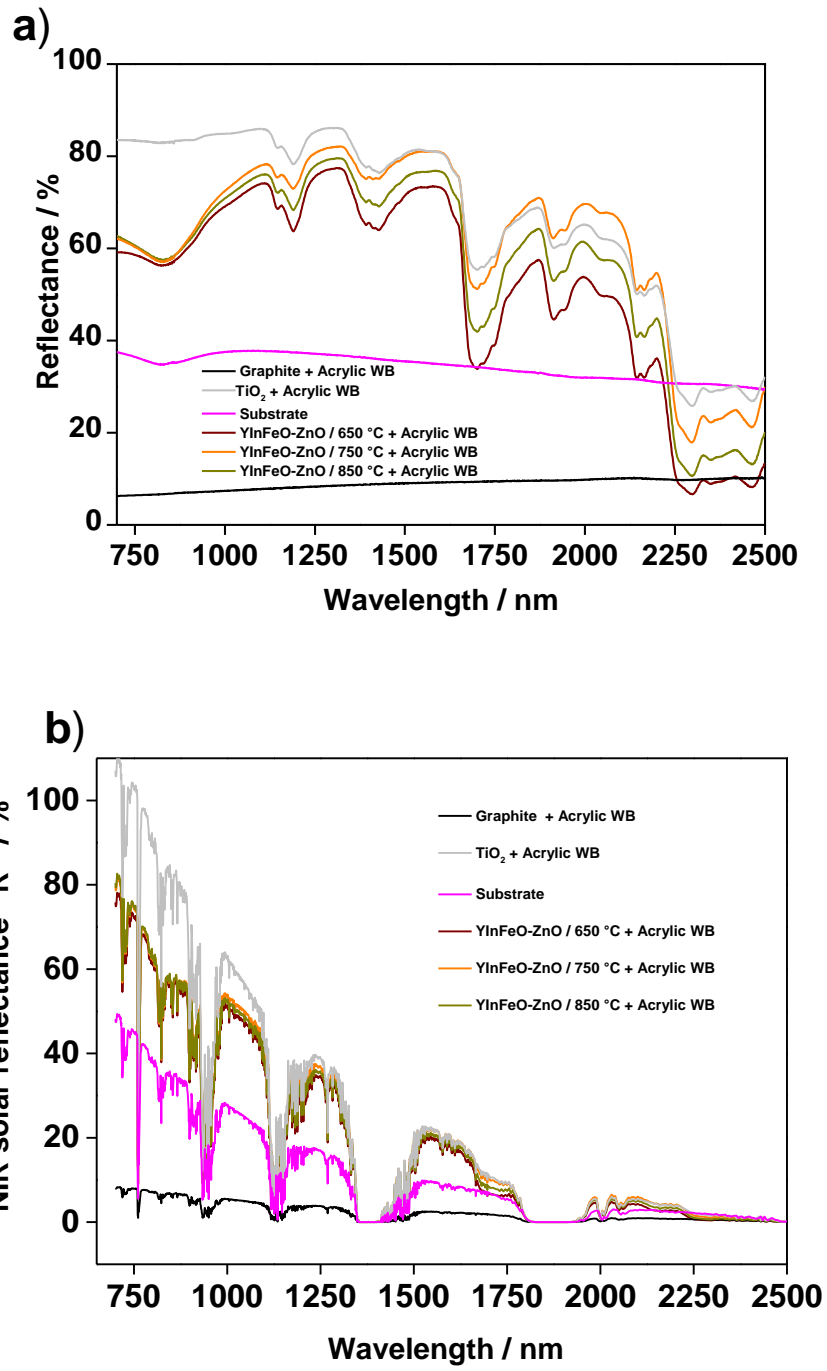 a)
100
80
60
40
20
0
Reflectance / %
Graphite + Acrylic WB
TiO₂ + Acrylic WB
Substrate
YInFeO-ZnO / 650 °C + Acrylic WB
YInFeO-ZnO / 750 °C + Acrylic WB
YInFeO-ZnO / 850 °C + Acrylic WB
750 1000 1250 1500 1750 2000 2250 2500
Wavelength / nm
b)
100
80
60
40
20
0
solar reflectance / %
Graphite + Acrylic WB
TiO₂ + Acrylic WB
Substrate
YInFeO-ZnO / 650 °C + Acrylic WB
YInFeO-ZnO / 750 °C + Acrylic WB
YInFeO-ZnO / 850 °C + Acrylic WB
750 1000 1250 1500 1750 2000 2250 2500
Wavelength / nm